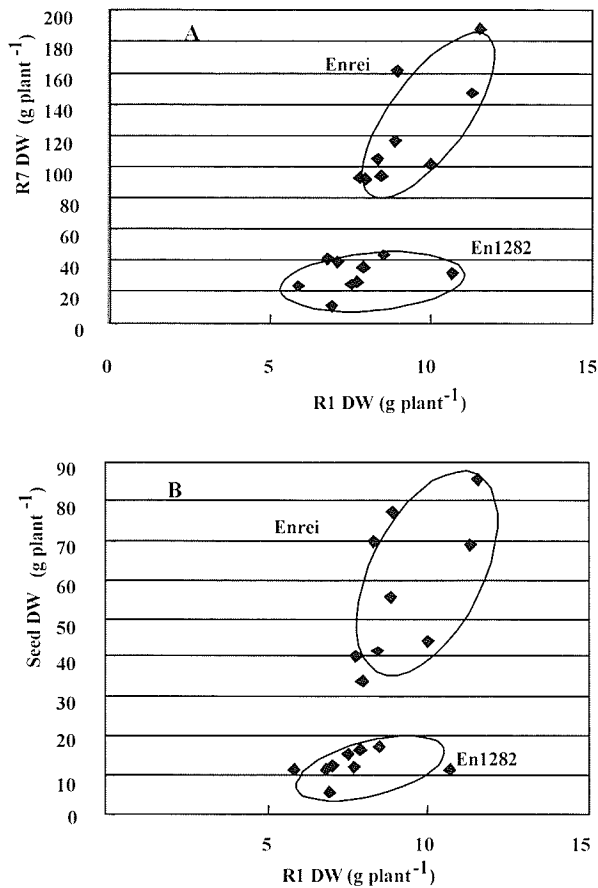 A
R7 DW (g plant⁻¹)
200
180
160
140
120
100
80
60
40
20
0
Enrei
En1282
0 5 10 15
R1 DW (g plant⁻¹)
B
Seed DW (g plant⁻¹)
90
80
70
60
50
40
30
20
10
0
Enrei
En1282
5 10 15
R1 DW (g plant⁻¹)